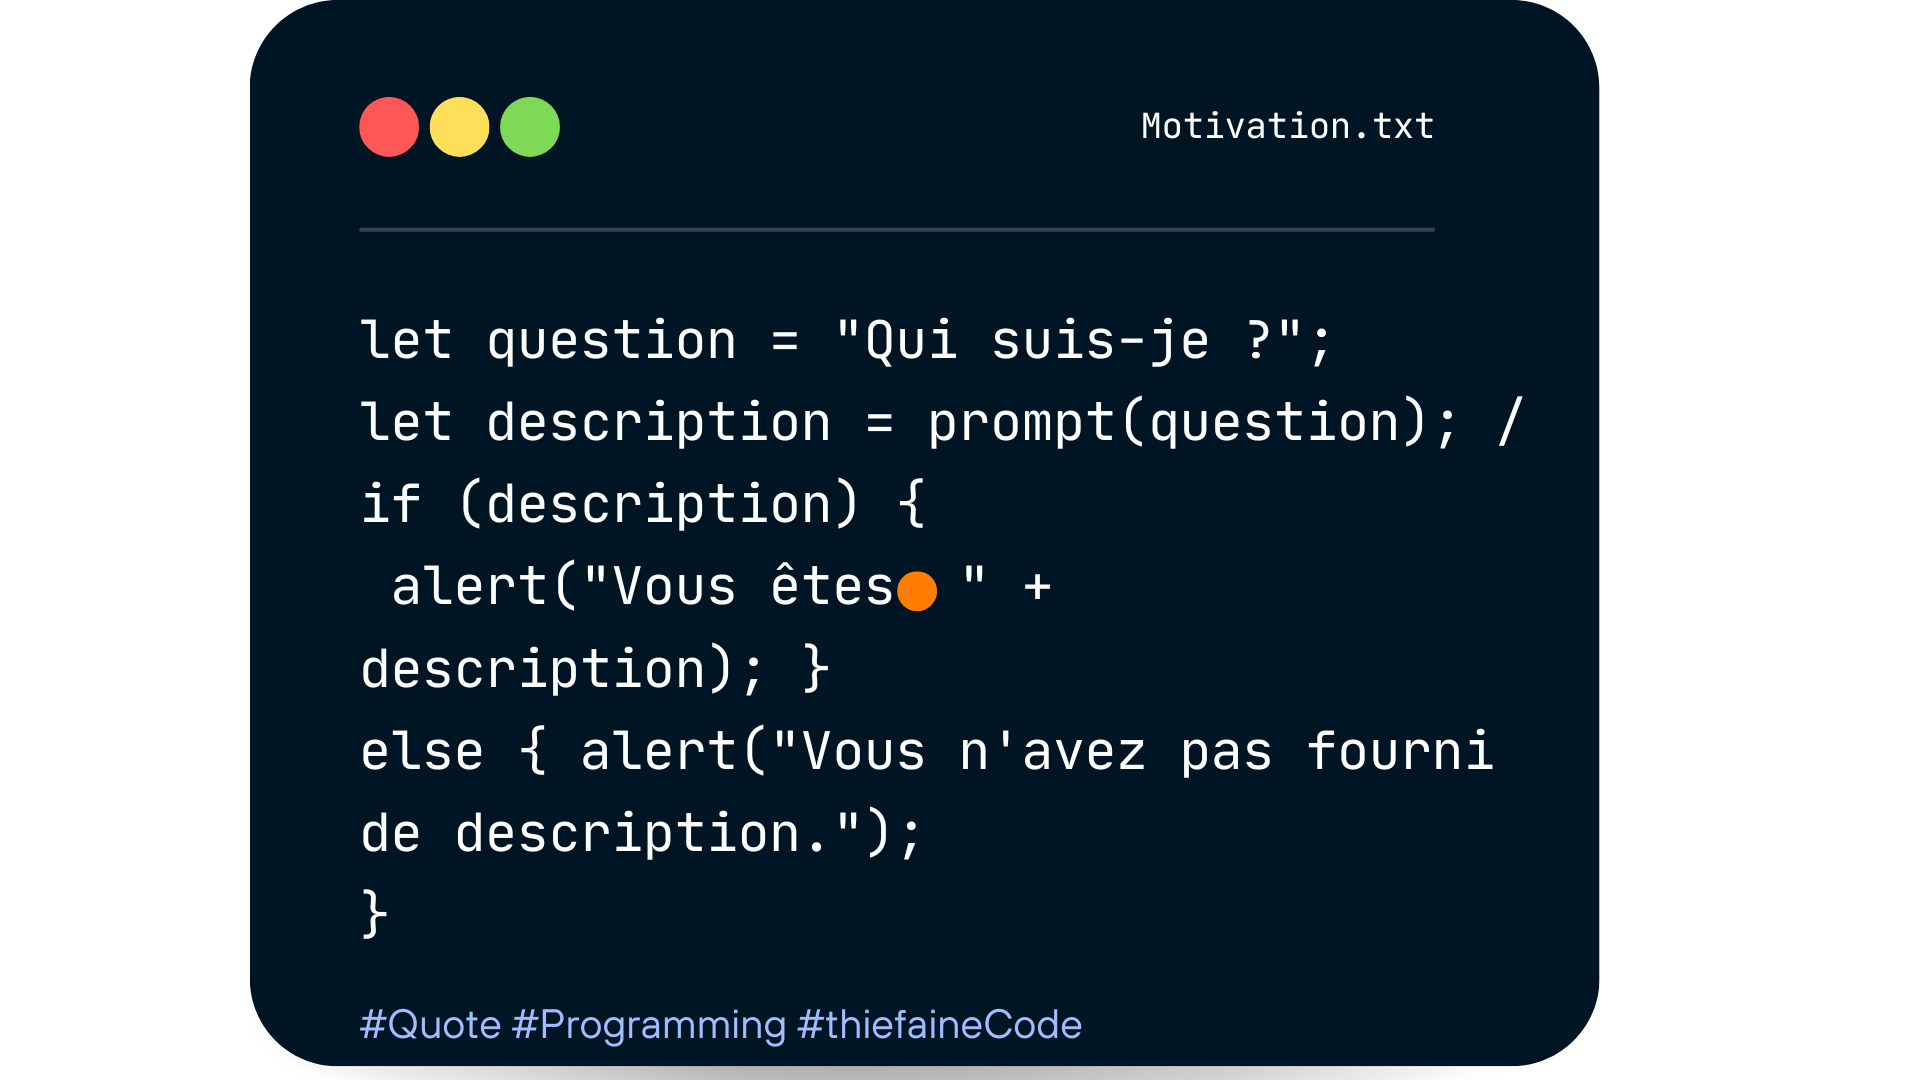 Motivation.txt
let question = "Qui suis-je ?";
let description = prompt(question); /
if (description) {
 alert("Vous êtes " +
description); }
else { alert("Vous n'avez pas fourni
de description.");
}
#Quote #Programming #thiefaineCode